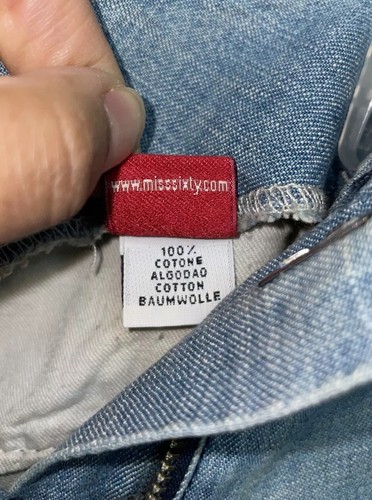 www.misssixty.com
100%
COTONE
ALGODAO
COTTON
BAUMWOLLE